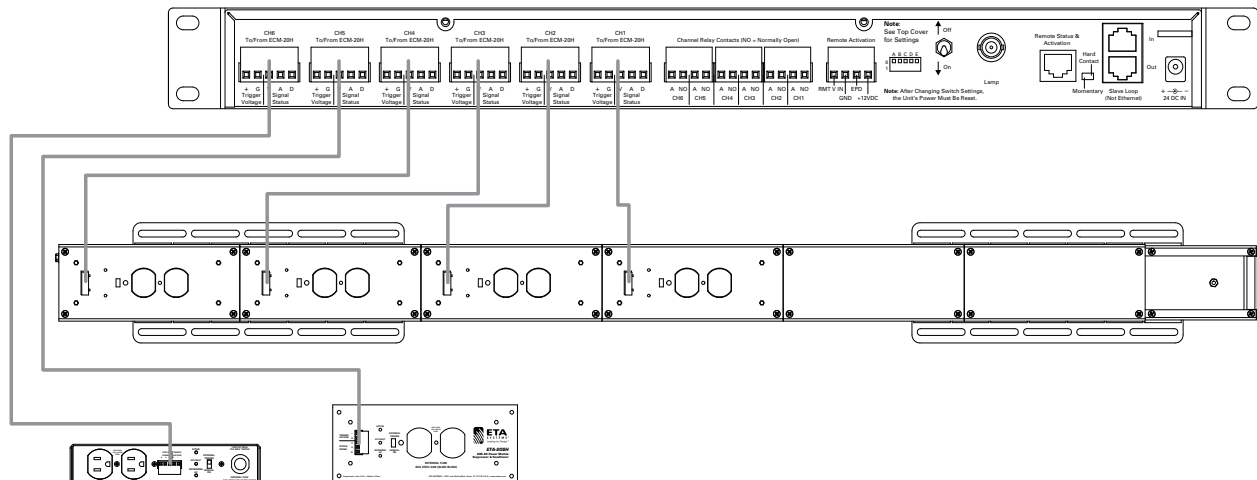 CH6
To/From ECM-20H
CH5
To/From ECM-20H
CH4
To/From ECM-20H
CH3
To/From ECM-20H
CH2
To/From ECM-20H
CH1
To/From ECM-20H
Channel Relay Contacts (NO = Normally Open)
Remote Activation
Note:
See Top Cover
for Settings
Off
On
A B C D E
0
1
Lamp
Remote Status &
Activation
Hard
Contact
Momentary
In
Out
Slave Loop
(Not Ethernet)
+ −
24 DC IN
+ G V A D
Trigger Signal
Voltage Status
+ G V A D
Trigger Signal
Voltage Status
+ G V A D
Trigger Signal
Voltage Status
+ G V A D
Trigger Signal
Voltage Status
+ G V A D
Trigger Signal
Voltage Status
+ G V A D
Trigger Signal
Voltage Status
A NO A NO A NO A NO A NO A NO
CH6 CH5 CH4 CH3 CH2 CH1
RMT V IN EPD
GND +12VDC
Note: After Changing Switch Settings,
the Unit's Power Must Be Reset.
ETA
SYSTEMS
ETA-20SH